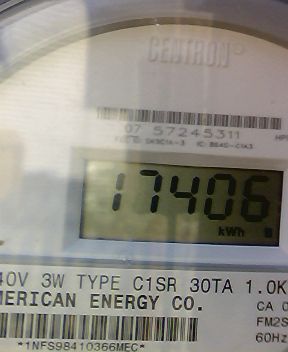 CENTRON
07 57245311
17406
kWh
40V 3W TYPE C1SR 30TA 1.0K
MERICAN ENERGY CO.
CA 0
FM2S
60Hz
*1NFS98410366MEC*